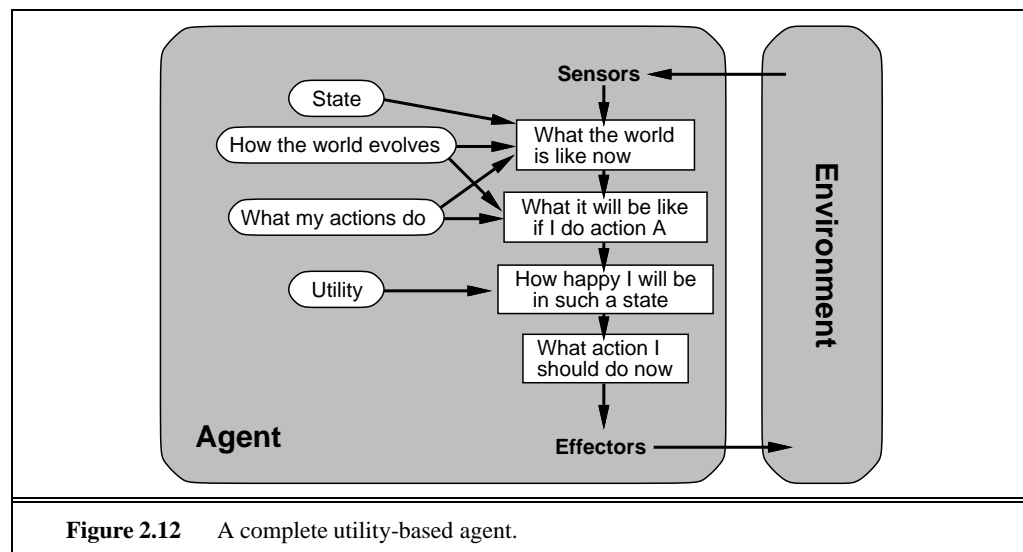 Sensors
State
What the world
is like now
How the world evolves
What my actions do
What it will be like
if I do action A
Utility
How happy I will be
in such a state
What action I
should do now
Agent
Effectors
Environment
Figure 2.12 A complete utility-based agent.